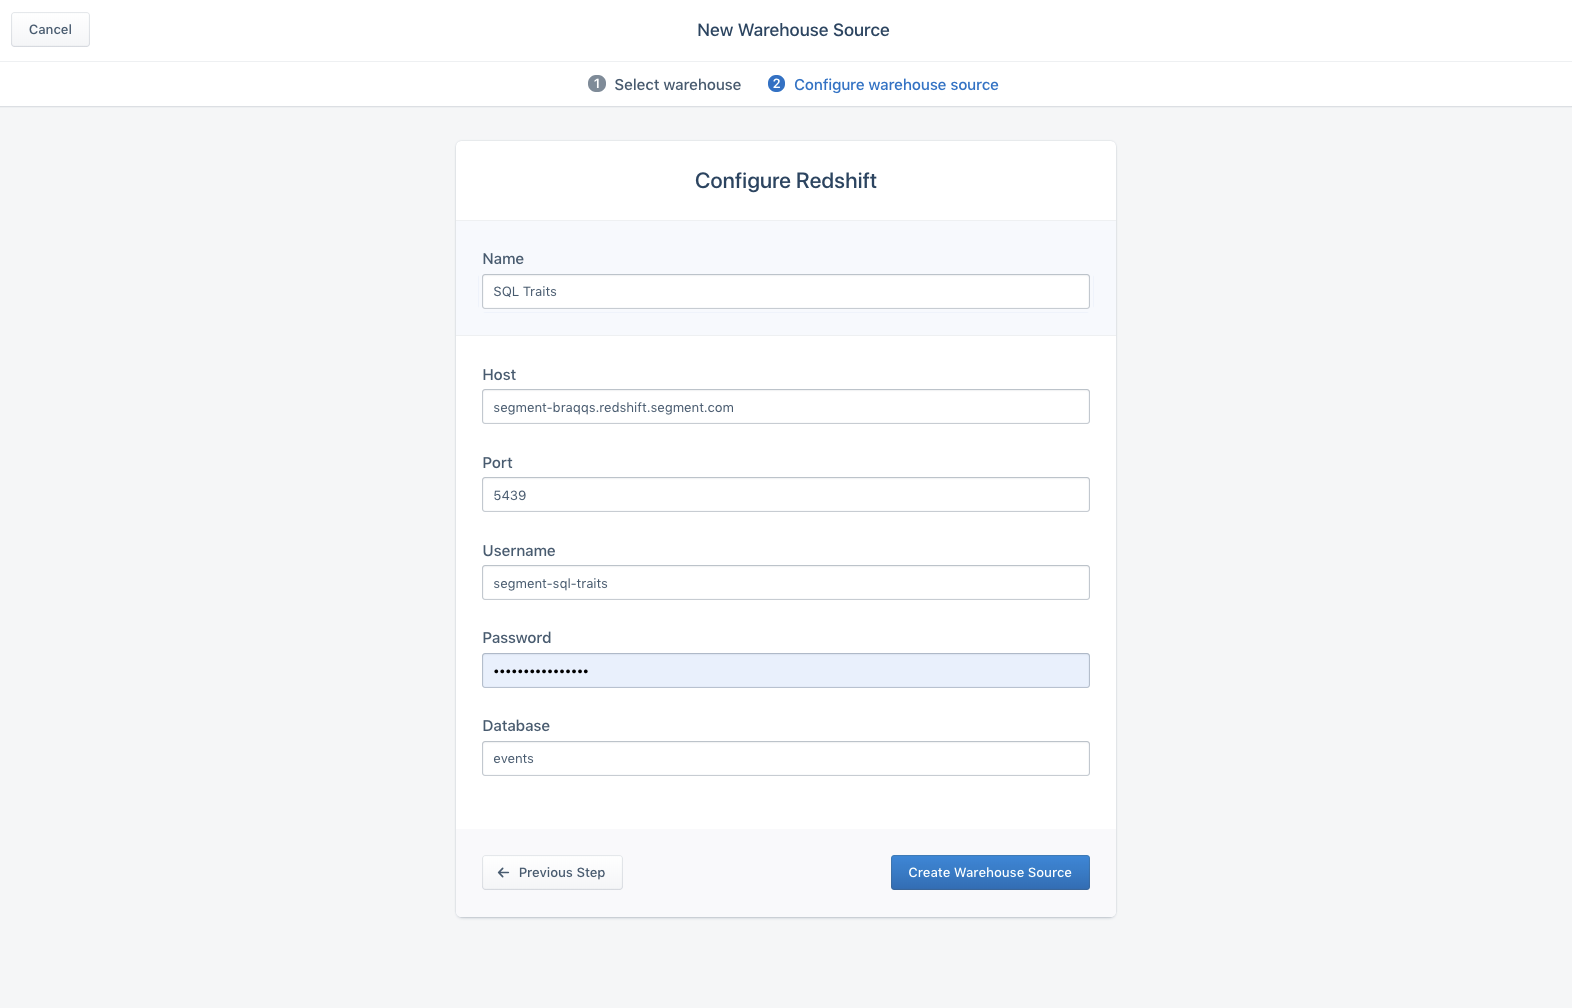 Cancel
New Warehouse Source
1 Select warehouse 2 Configure warehouse source
Configure Redshift
Name
SQL Traits
Host
segment-braqqs.redshift.segment.com
Port
5439
Username
segment-sql-traits
Password
••••••••••••••••
Database
events
← Previous Step
Create Warehouse Source